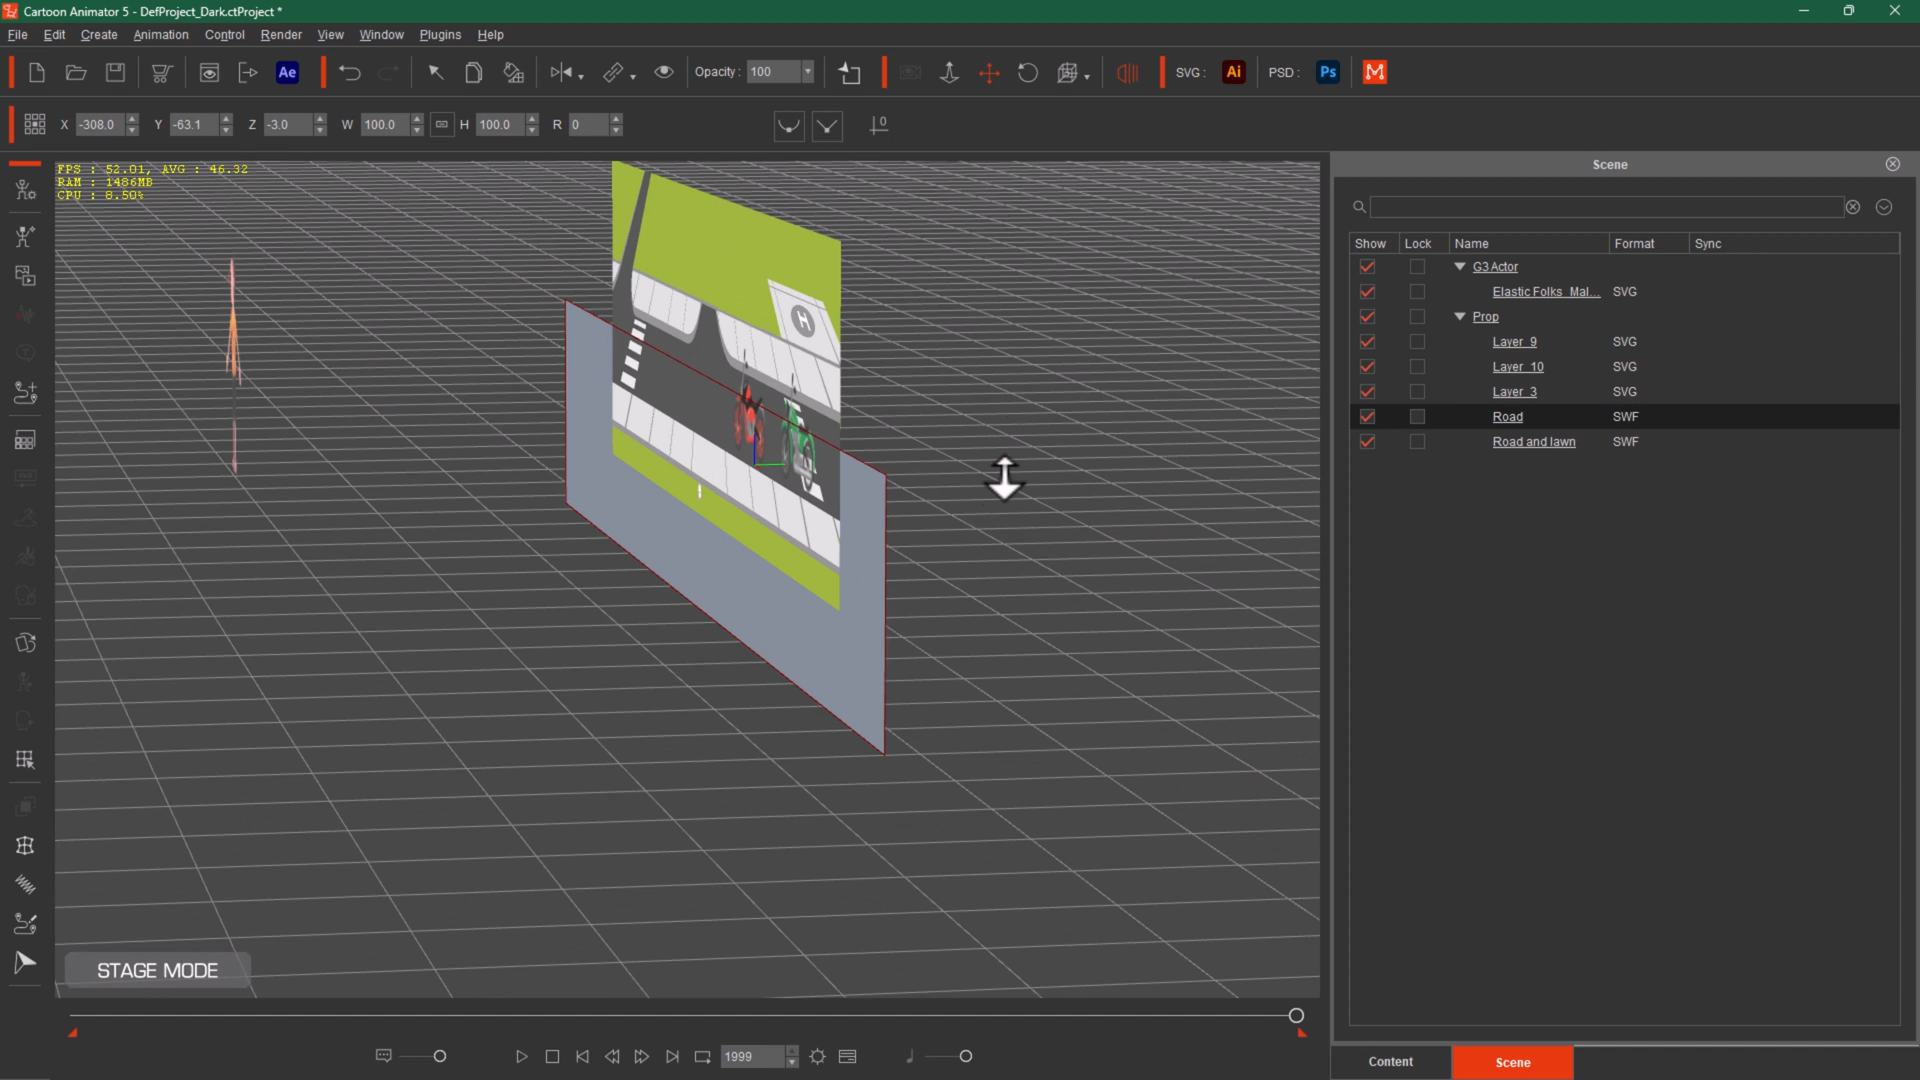 Cartoon Animator 5 - DefProject_Dark.ctProject *
File Edit Create Animation Control Render View Window Plugins Help
Ae Opacity : 100 SVG : Ai PSD : Ps
X -308.0 Y -63.1 Z -3.0 W 100.0 H 100.0 R 0 0
FPS : 52.01, AVG : 46.32
RAM : 1486MB
CPU : 8.50%
H
STAGE MODE
1999
Scene
Show Lock Name Format Sync
G3 Actor
Elastic Folks_Mal... SVG
Prop
Layer_9 SVG
Layer_10 SVG
Layer_3 SVG
Road SWF
Road and lawn SWF
Content Scene